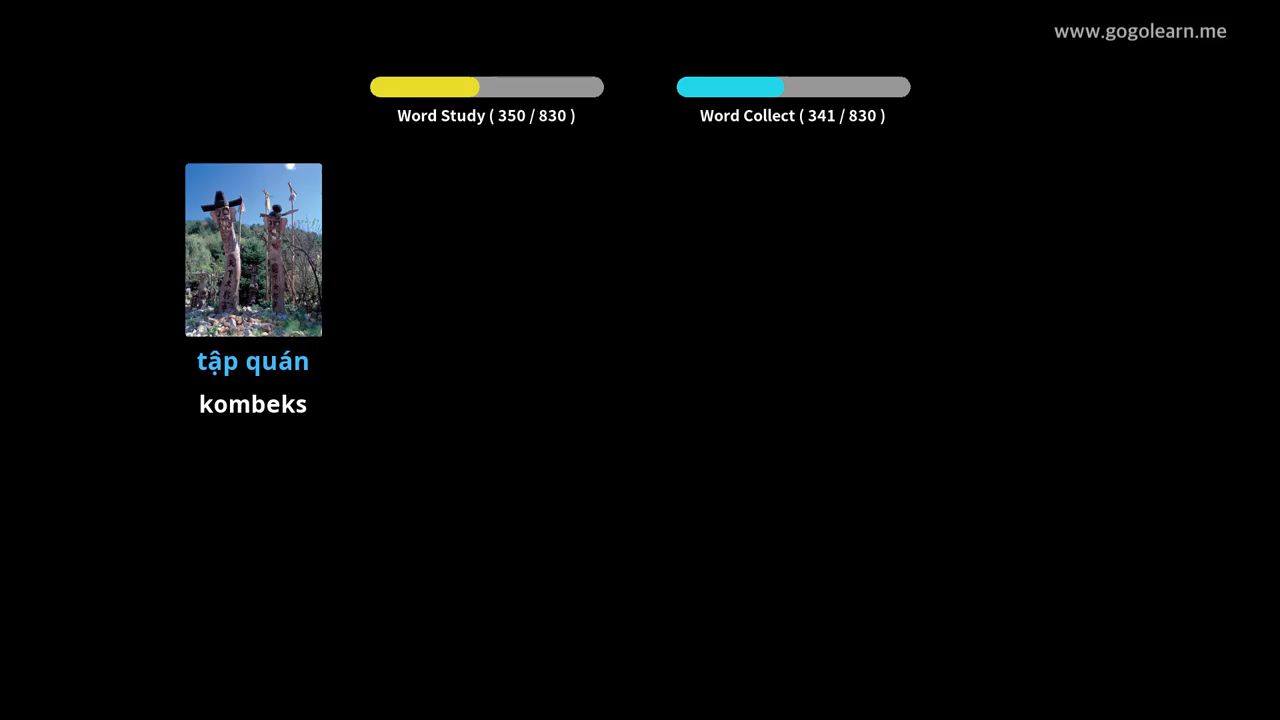 www.gogolearn.me
Word Study ( 350 / 830 )
Word Collect ( 341 / 830 )
tập quán
kombeks